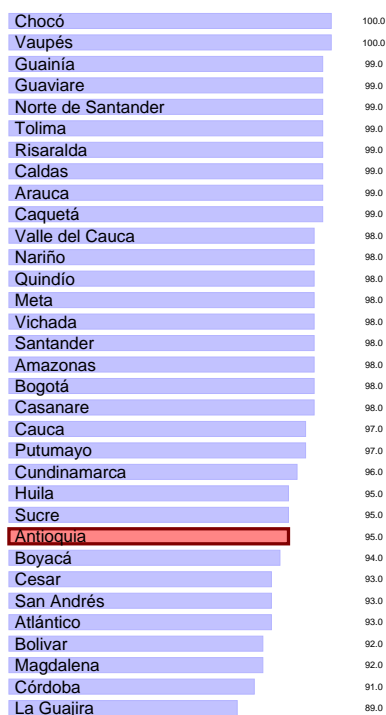 Chocó 100.0
Vaupés 100.0
Guainía 99.0
Guaviare 99.0
Norte de Santander 99.0
Tolima 99.0
Risaralda 99.0
Caldas 99.0
Arauca 99.0
Caquetá 99.0
Valle del Cauca 98.0
Nariño 98.0
Quindío 98.0
Meta 98.0
Vichada 98.0
Santander 98.0
Amazonas 98.0
Bogotá 98.0
Casanare 98.0
Cauca 97.0
Putumayo 97.0
Cundinamarca 96.0
Huila 95.0
Sucre 95.0
Antioquia 95.0
Boyacá 94.0
Cesar 93.0
San Andrés 93.0
Atlántico 93.0
Bolivar 92.0
Magdalena 92.0
Córdoba 91.0
La Guajira 89.0